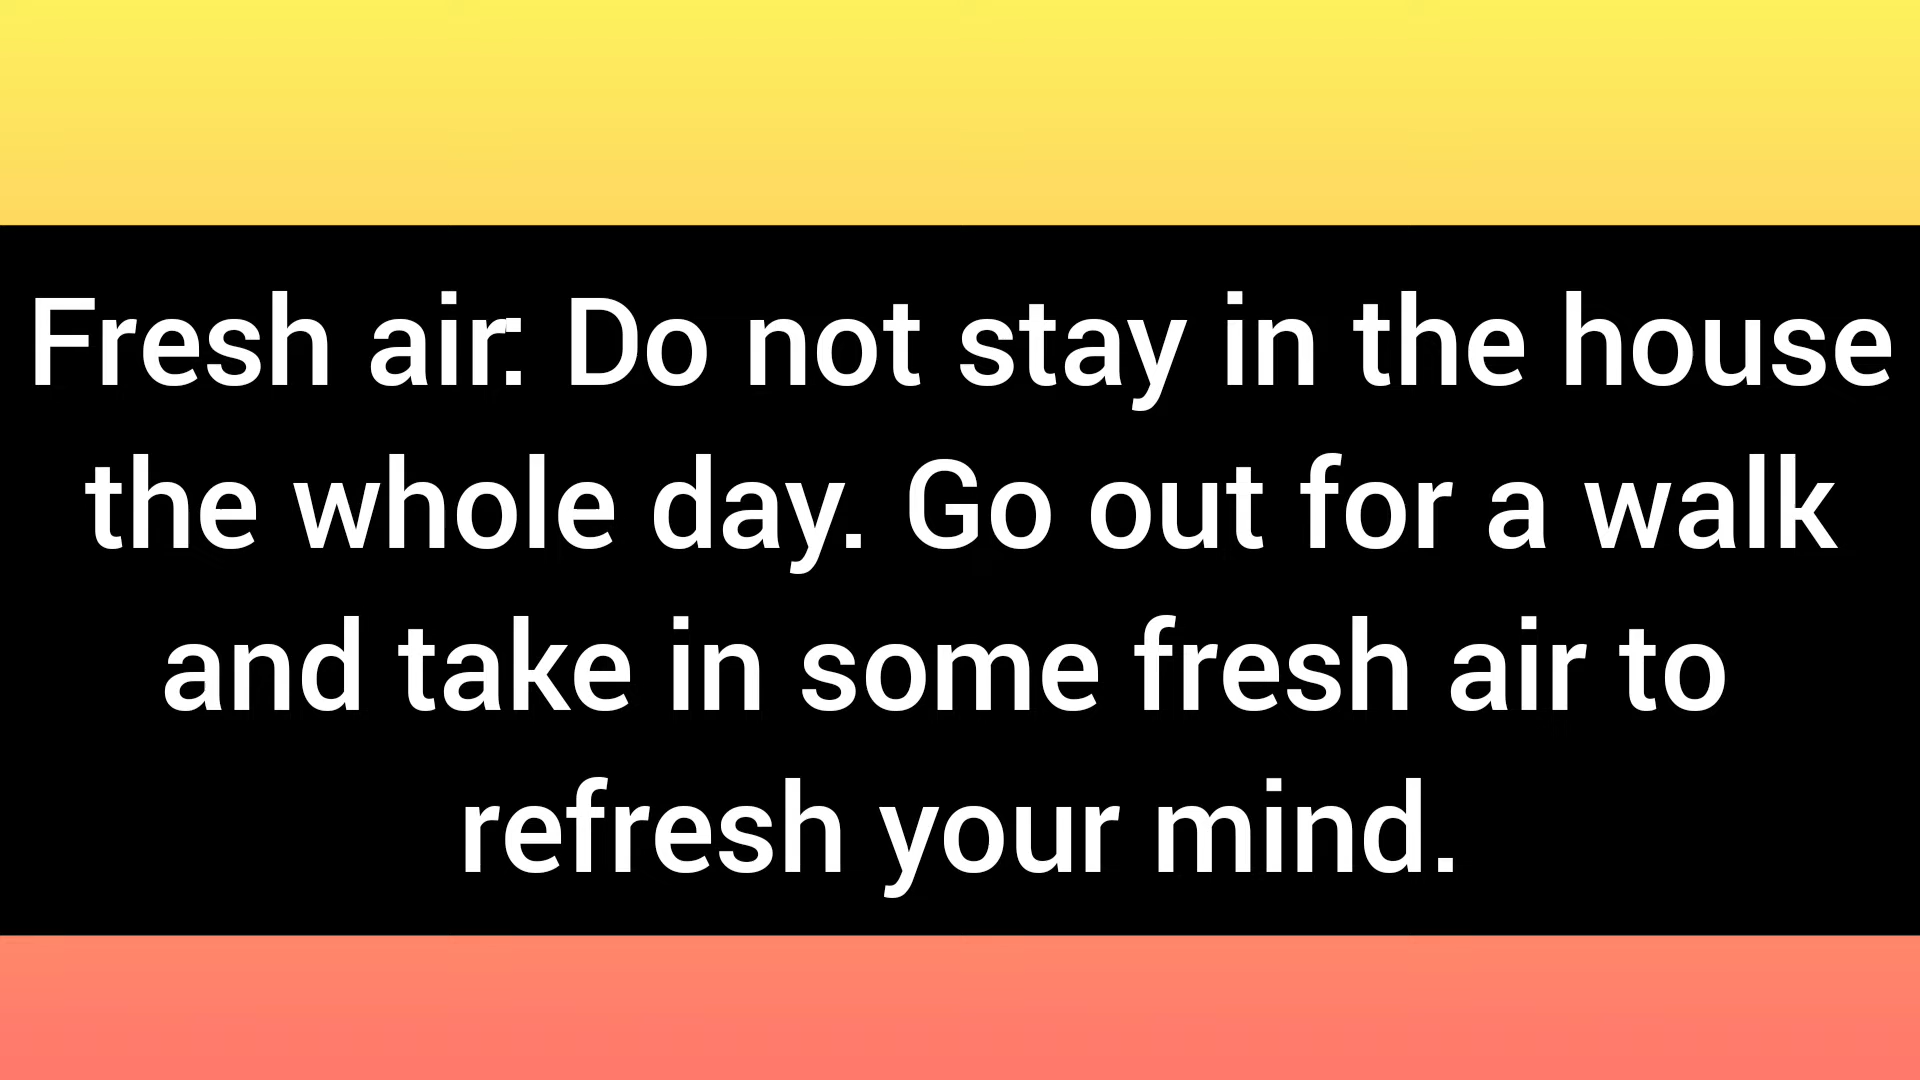 Fresh air: Do not stay in the house
the whole day. Go out for a walk
and take in some fresh air to
refresh your mind.